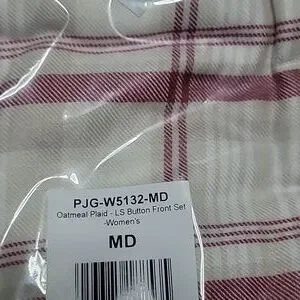 PJG-W5132-MD
Oatmeal Plaid - LS Button Front Set
-Women's
MD